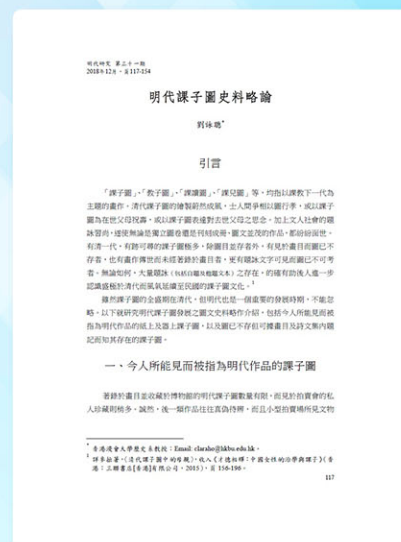 明代研究 第三十一期
2018年12月，頁117-154
明代課子圖史料略論
劉詠聰*
引言
「課子圖」、「教子圖」、「課讀圖」、「課兒圖」等，均指以課教下一代為
主題的畫作。清代課子圖的繪製蔚然成風，士人間爭相以圖行孝，或以課子
圖為在世父母祝壽，或以課子圖表達對去世父母之思念。加上文人社會的題
詠習尚，遂使無論是獨立圖卷還是刊刻成冊，圖文並茂的作品，那紛紛面世。
有清一代，有跡可尋的課子圖極多，除圖並存者外，有見於畫目而圖已不
存者，也有畫作傳世而未經著錄於畫目者，更有題詠文字可見而圖已不可考
者。無論如何，大量題詠（包括自題及他題文本）之存在，的確有助後人進一步
認識盛極於清代而風氣延續至民國的課子圖文化。1
雖然課子圖的全盛期在清代，但明代也是一個重要的發展時期，不能忽
略。以下就研究明代課子圖發展之圖文史料略作介紹，包括今人所能見而被
指為明代作品的紙上及器上課子圖，以及圖已不存但可據畫目及詩文集內題
記而知其存在的課子圖。
一、今人所能見而被指為明代作品的課子圖
著錄於畫目並收藏於博物館的明代課子圖數量有限，而見於拍賣會的私
人珍藏則稍多。誠然，後一類作品往往真偽待辨，而且小型拍賣場所見文物
* 香港浸會大學歷史系教授；Email: claraho@hkbu.edu.hk。
1 詳參拙著，〈清代課子圖中的母親〉，收入《才德相輝：中國女性的治學與課子》（香
港：三聯書店[香港]有限公司，2015），頁156-196。
117